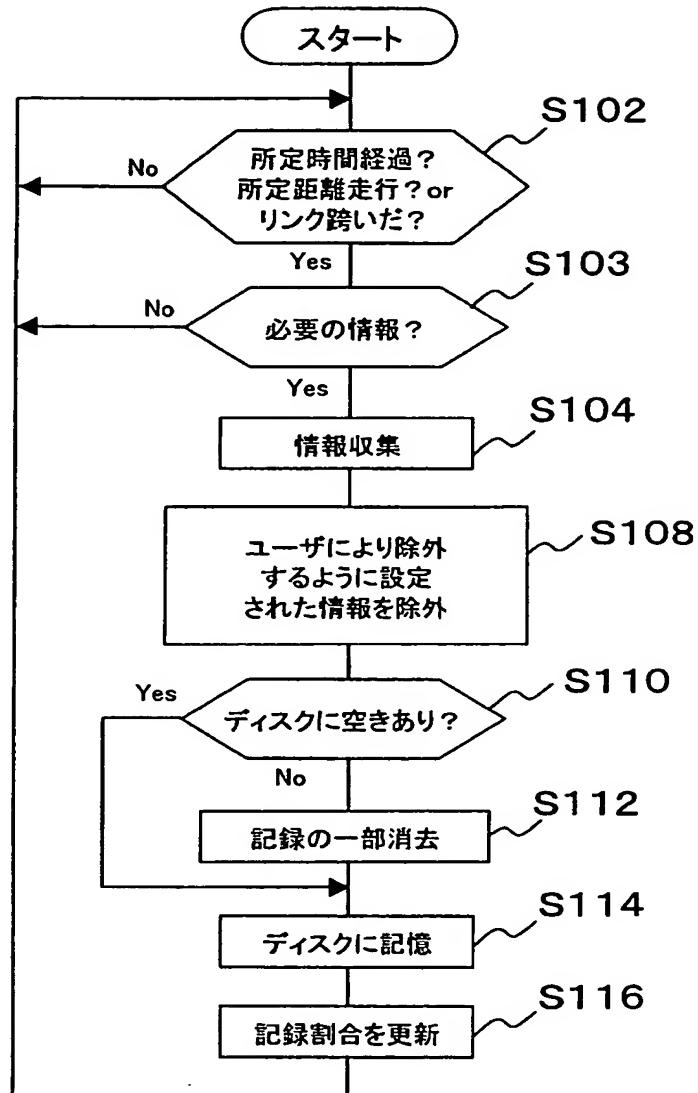 スタート
S102
所定時間経過?
所定距離走行?or
リンク跨いだ?
No
Yes
S103
必要の情報?
No
Yes
S104
情報収集
S108
ユーザにより除外
するように設定
された情報を除外
S110
ディスクに空きあり?
Yes
No
S112
記録の一部消去
S114
ディスクに記憶
S116
記録割合を更新